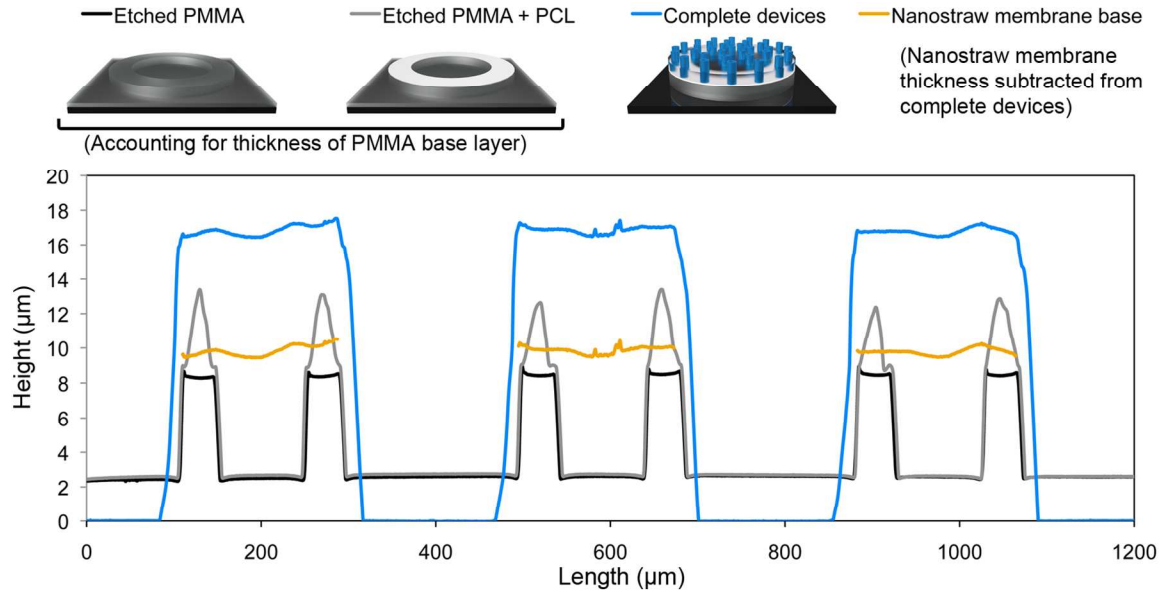 Etched PMMA
Etched PMMA + PCL
Complete devices
Nanostraw membrane base
(Nanostraw membrane
thickness subtracted from
complete devices)
(Accounting for thickness of PMMA base layer)
20
18
16
14
12
10
8
6
4
2
0
Height (µm)
0 200 400 600 800 1000 1200
Length (µm)